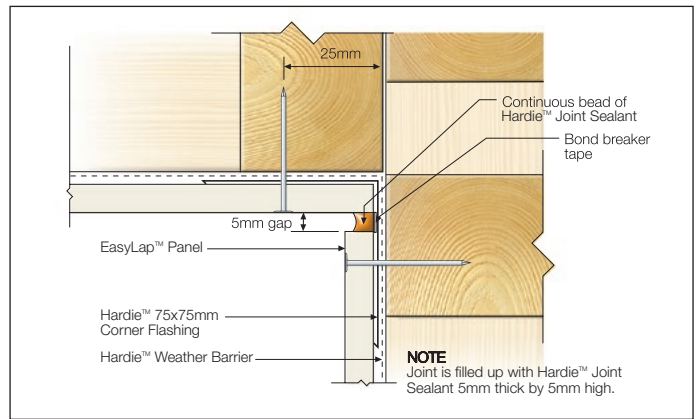 25mm
Continuous bead of
Hardie™ Joint Sealant
Bond breaker
tape
5mm gap
EasyLap™ Panel
Hardie™ 75x75mm
Corner Flashing
Hardie™ Weather Barrier
NOTE
Joint is filled up with Hardie™ Joint
Sealant 5mm thick by 5mm high.